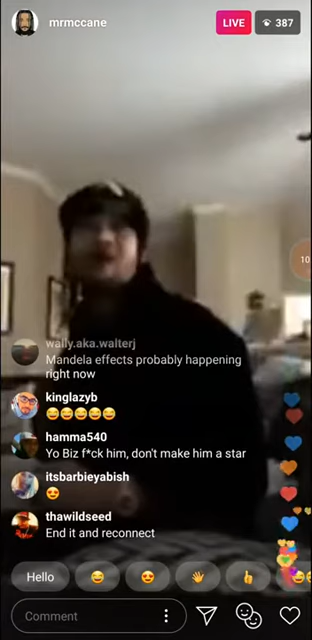 mrmccane
LIVE
387
10
wally.aka.walterj
Mandela effects probably happening
right now
kinglazyb
😂😂😂😂😂
hamma540
Yo Biz f*ck him, don't make him a star
itsbarbieyabish
😍
thawildseed
End it and reconnect
Hello
Comment